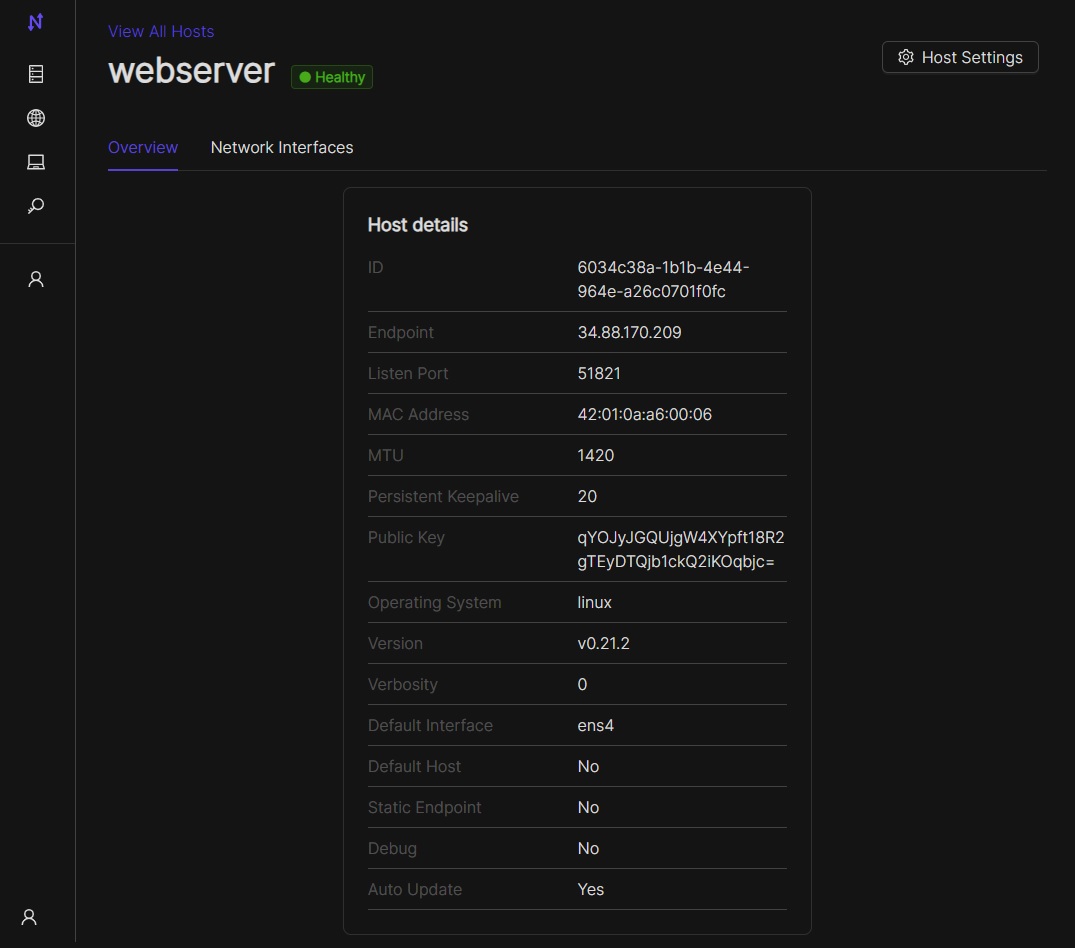 View All Hosts
webserver
Healthy
Host Settings
Overview
Network Interfaces
Host details
ID
6034c38a-1b1b-4e44-
964e-a26c0701f0fc
Endpoint
34.88.170.209
Listen Port
51821
MAC Address
42:01:0a:a6:00:06
MTU
1420
Persistent Keepalive
20
Public Key
qYOJyJGQUjgW4XYpft18R2
gTEyDTQjb1ckQ2iKOqbjc=
Operating System
linux
Version
v0.21.2
Verbosity
0
Default Interface
ens4
Default Host
No
Static Endpoint
No
Debug
No
Auto Update
Yes